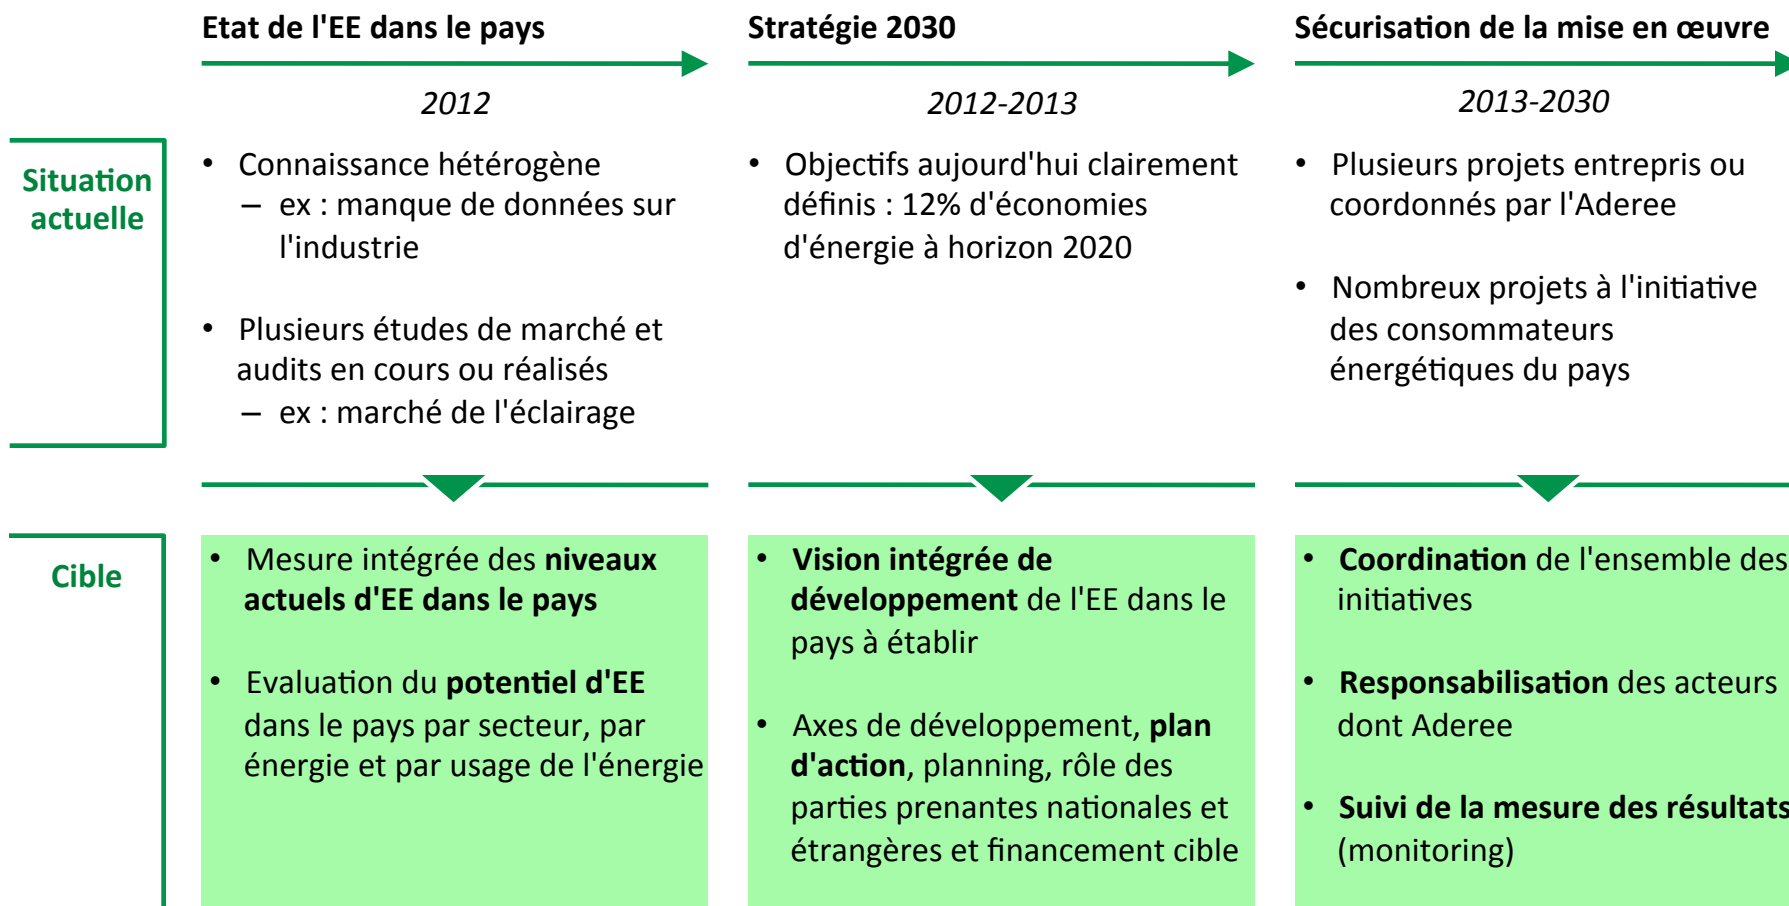 Etat de l'EE dans le pays
2012
Stratégie 2030
2012-2013
Sécurisation de la mise en œuvre
2013-2030
Situation
actuelle
• Connaissance hétérogène
– ex : manque de données sur
l'industrie
• Plusieurs études de marché et
audits en cours ou réalisés
– ex : marché de l'éclairage
• Objectifs aujourd'hui clairement
définis : 12% d'économies
d'énergie à horizon 2020
• Plusieurs projets entrepris ou
coordonnés par l'Aderee
• Nombreux projets à l'initiative
des consommateurs
énergétiques du pays
Cible
• Mesure intégrée des niveaux
actuels d'EE dans le pays
• Evaluation du potentiel d'EE
dans le pays par secteur, par
énergie et par usage de l'énergie
• Vision intégrée de
développement de l'EE dans le
pays à établir
• Axes de développement, plan
d'action, planning, rôle des
parties prenantes nationales et
étrangères et financement cible
• Coordination de l'ensemble des
initiatives
• Responsabilisation des acteurs
dont Aderee
• Suivi de la mesure des résultats
(monitoring)